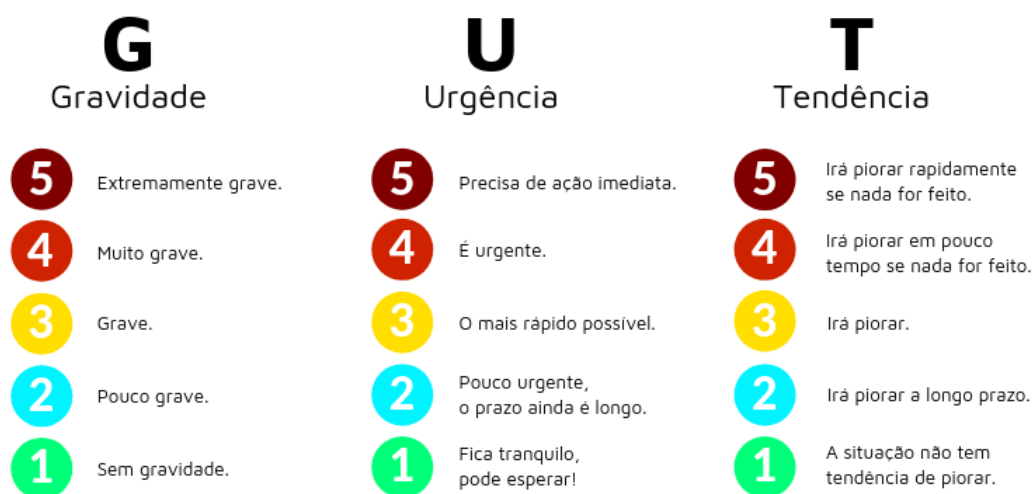 G
Gravidade
5
Extremamente grave.
4
Muito grave.
3
Grave.
2
Pouco grave.
1
Sem gravidade.
U
Urgência
5
Precisa de ação imediata.
4
É urgente.
3
O mais rápido possível.
2
Pouco urgente,
o prazo ainda é longo.
1
Fica tranquilo,
pode esperar!
T
Tendência
5
Irá piorar rapidamente
se nada for feito.
4
Irá piorar em pouco
tempo se nada for feito.
3
Irá piorar.
2
Irá piorar a longo prazo.
1
A situação não tem
tendência de piorar.